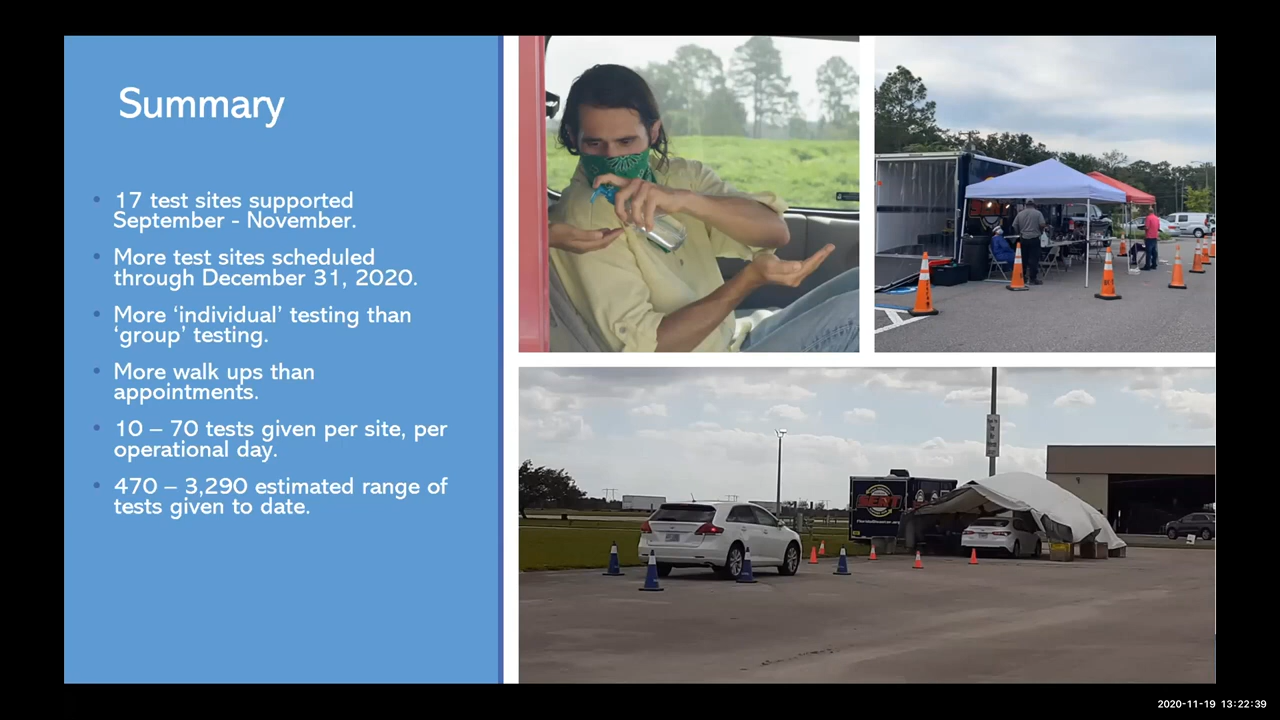 Summary
17 test sites supported
September - November.
More test sites scheduled
through December 31, 2020.
More ‘individual’ testing than
‘group’ testing.
More walk ups than
appointments.
10 – 70 tests given per site, per
operational day.
470 – 3,290 estimated range of
tests given to date.
2020-11-19 13:22:39